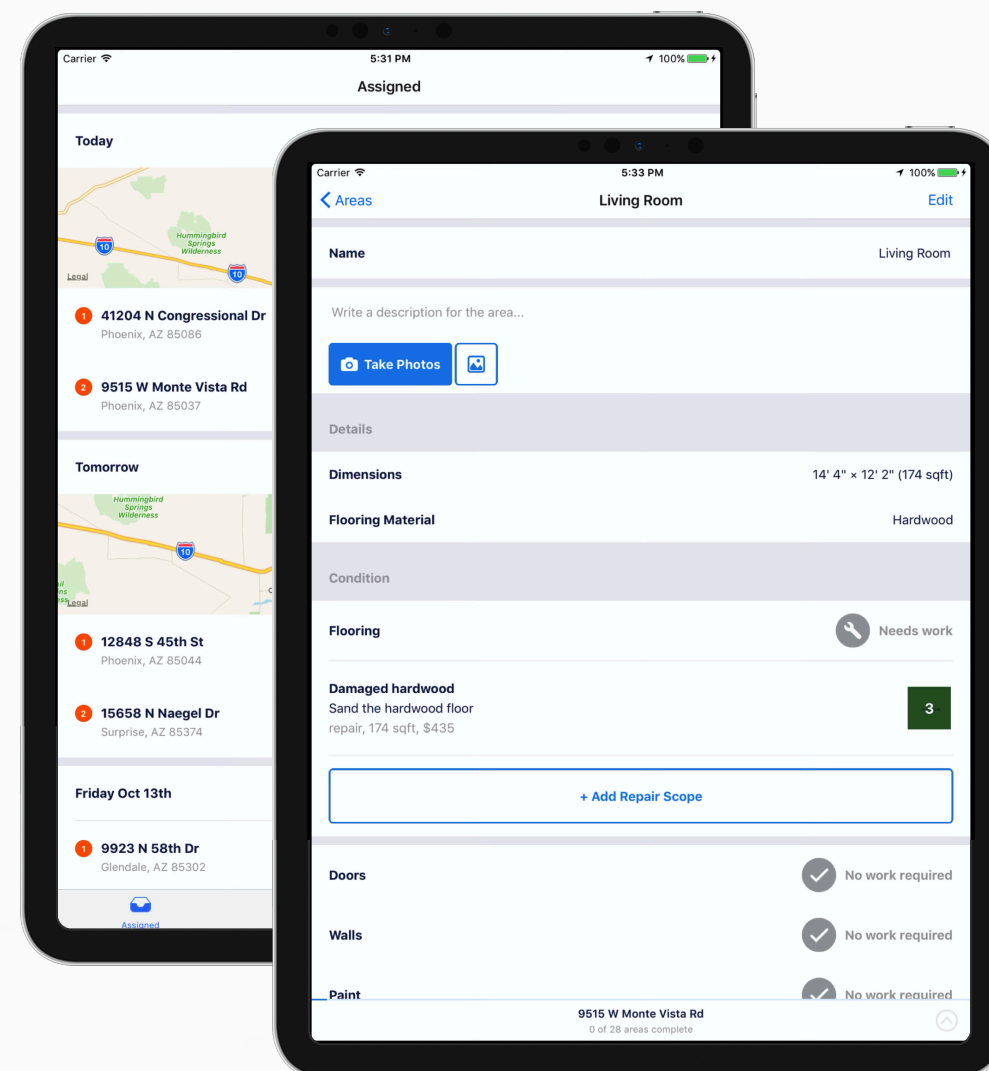 Carrier 5:31 PM 100%
Assigned
Today
Hummingbird
Springs
Wilderness
10
10
Legal
1 41204 N Congressional Dr
Phoenix, AZ 85086
2 9515 W Monte Vista Rd
Phoenix, AZ 85037
Tomorrow
Hummingbird
Springs
Wilderness
10
Legal
1 12848 S 45th St
Phoenix, AZ 85044
2 15658 N Naegel Dr
Surprise, AZ 85374
Friday Oct 13th
1 9923 N 58th Dr
Glendale, AZ 85302
Assigned
Carrier 5:33 PM 100%
Areas Living Room Edit
Name Living Room
Write a description for the area...
Take Photos
Details
Dimensions 14' 4" × 12' 2" (174 sqft)
Flooring Material Hardwood
Condition
Flooring Needs work
Damaged hardwood
Sand the hardwood floor
repair, 174 sqft, $435
3
+ Add Repair Scope
Doors No work required
Walls No work required
Paint No work required
9515 W Monte Vista Rd
0 of 28 areas complete